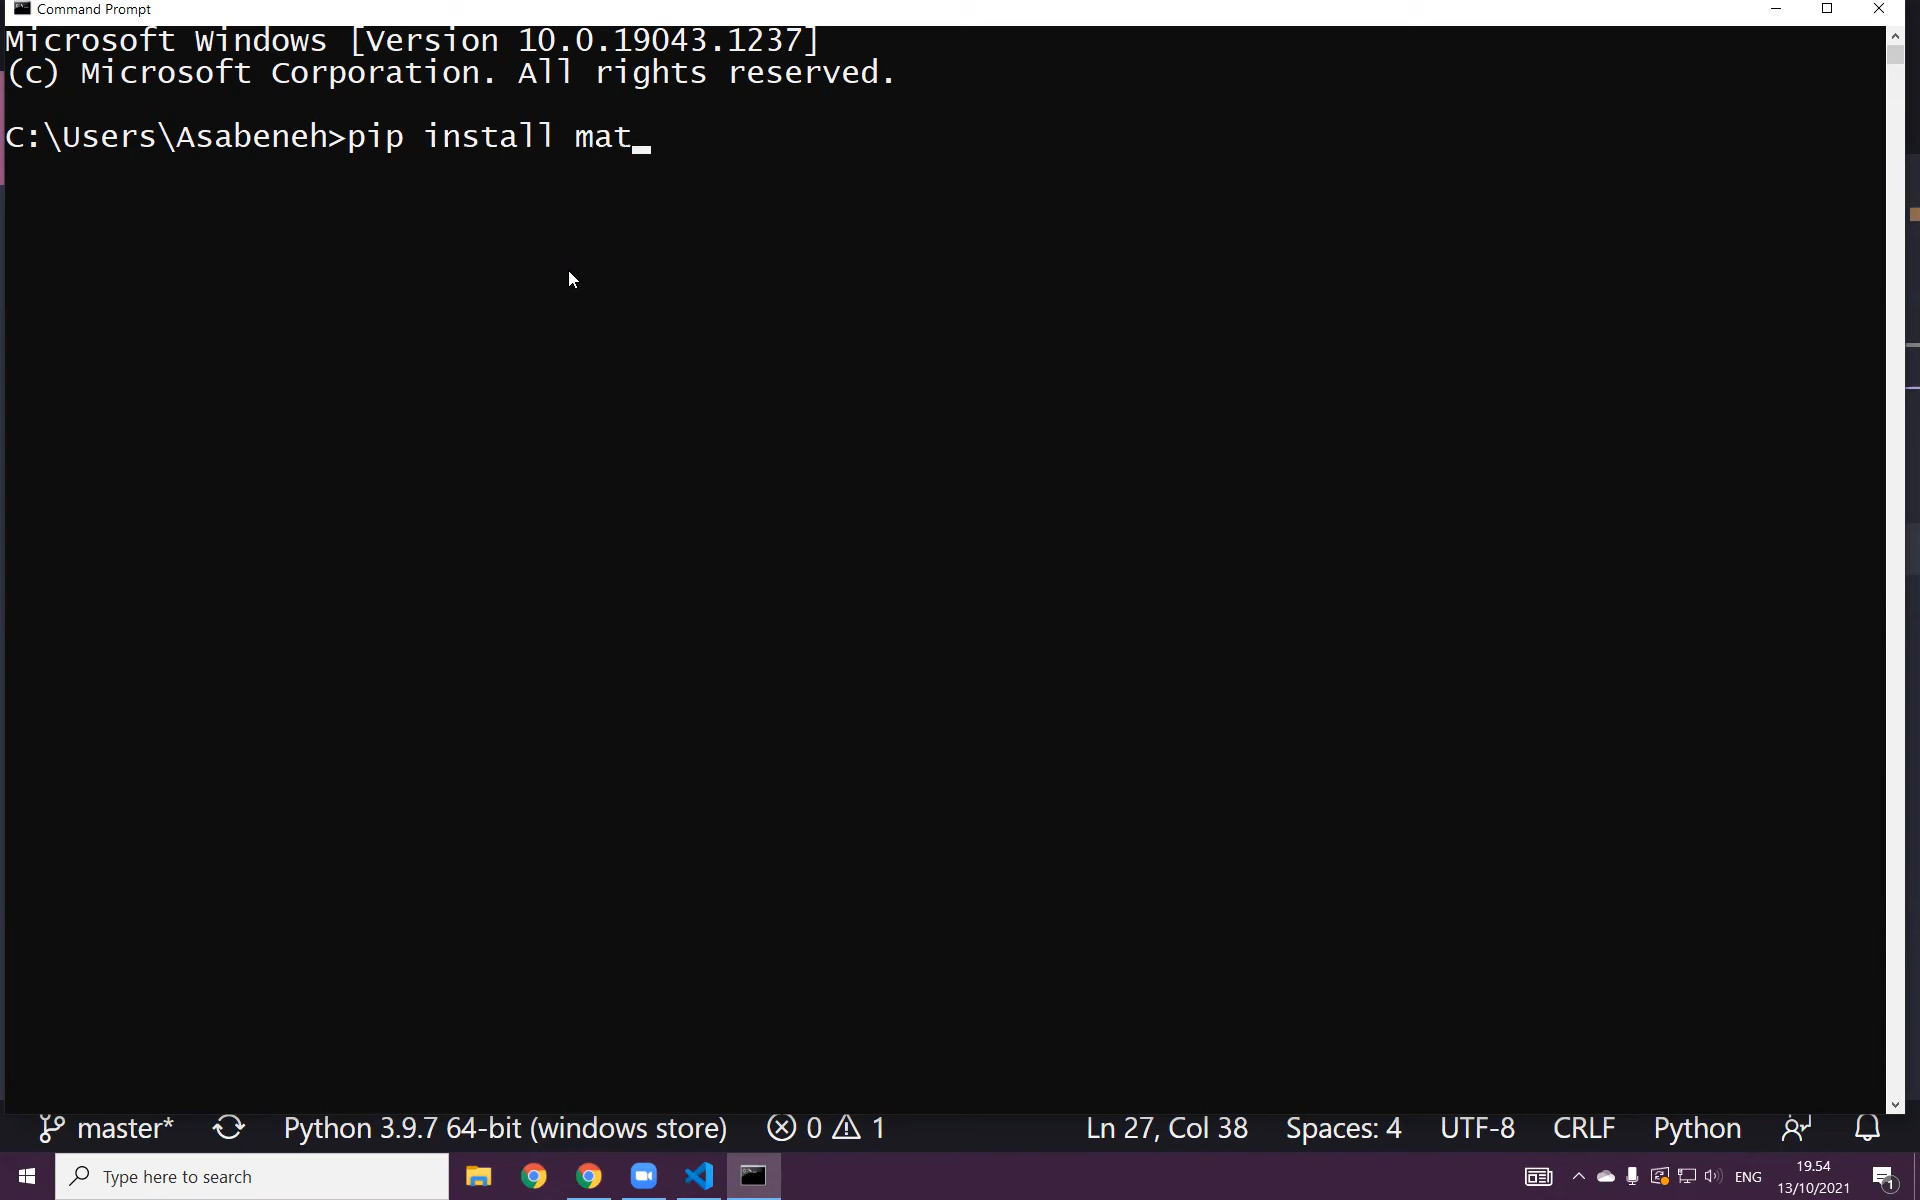 Command Prompt
Microsoft Windows [Version 10.0.19043.1237]
(c) Microsoft Corporation. All rights reserved.
C:\Users\Asabeneh>pip install mat_
master* Python 3.9.7 64-bit (windows store) 0 1 Ln 27, Col 38 Spaces: 4 UTF-8 CRLF Python
Type here to search ENG 19.54 1
13/10/2021